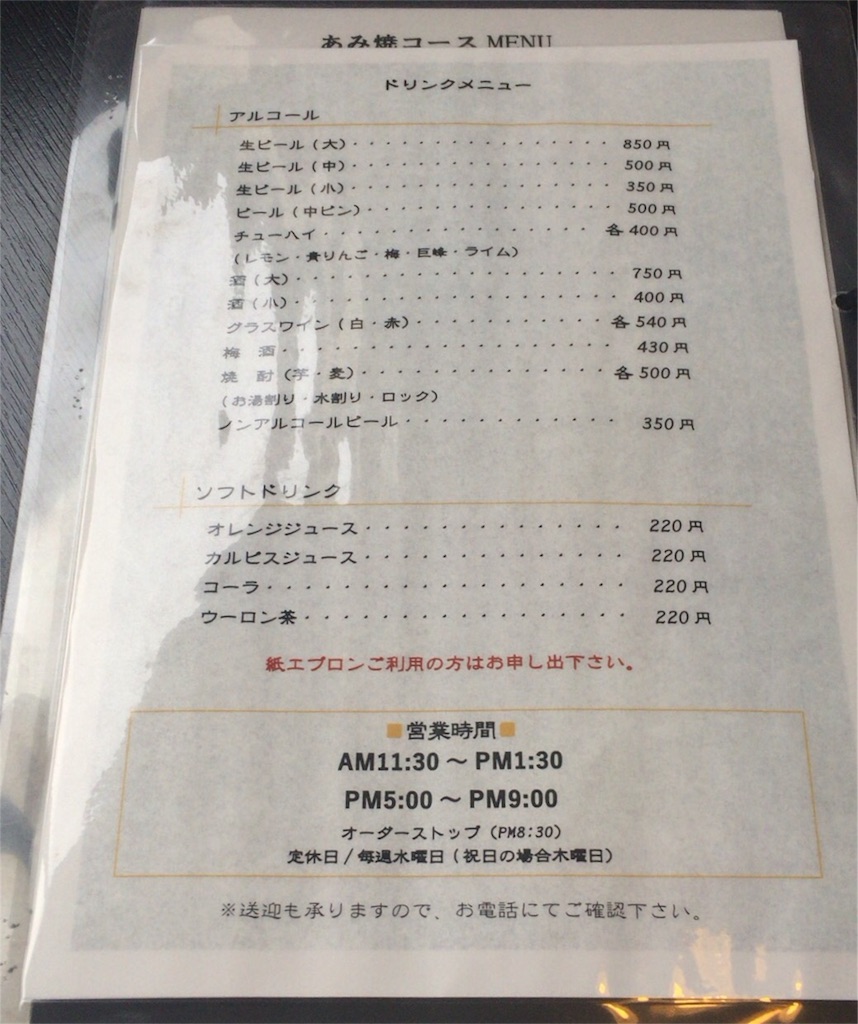 あみ焼コース MENU
ドリンクメニュー
アルコール
生ビール（大）・・・・・・・・・・・・・・・・ 850円
生ビール（中）・・・・・・・・・・・・・・・・ 500円
生ビール（小）・・・・・・・・・・・・・・・・ 350円
ビール（中ビン）・・・・・・・・・・・・・・・ 500円
チューハイ・・・・・・・・・・・・・・・・・ 各400円
（レモン・青りんご・梅・巨峰・ライム）
酒（大）・・・・・・・・・・・・・・・・・・・ 750円
酒（小）・・・・・・・・・・・・・・・・・・・ 400円
グラスワイン（白・赤）・・・・・・・・・・・ 各540円
梅　酒・・・・・・・・・・・・・・・・・・・ 430円
焼　酎（芋・麦）・・・・・・・・・・・・・・ 各500円
（お湯割り・水割り・ロック）
ノンアルコールビール・・・・・・・・・・・・ 350円
ソフトドリンク
オレンジジュース・・・・・・・・・・・・・・ 220円
カルピスジュース・・・・・・・・・・・・・・ 220円
コーラ・・・・・・・・・・・・・・・・・・・ 220円
ウーロン茶・・・・・・・・・・・・・・・・・ 220円
紙エプロンご利用の方はお申し出下さい。
■営業時間■
AM11:30 〜 PM1:30
PM5:00 〜 PM9:00
オーダーストップ（PM8:30）
定休日/毎週水曜日（祝日の場合木曜日）
※送迎も承りますので、お電話にてご確認下さい。